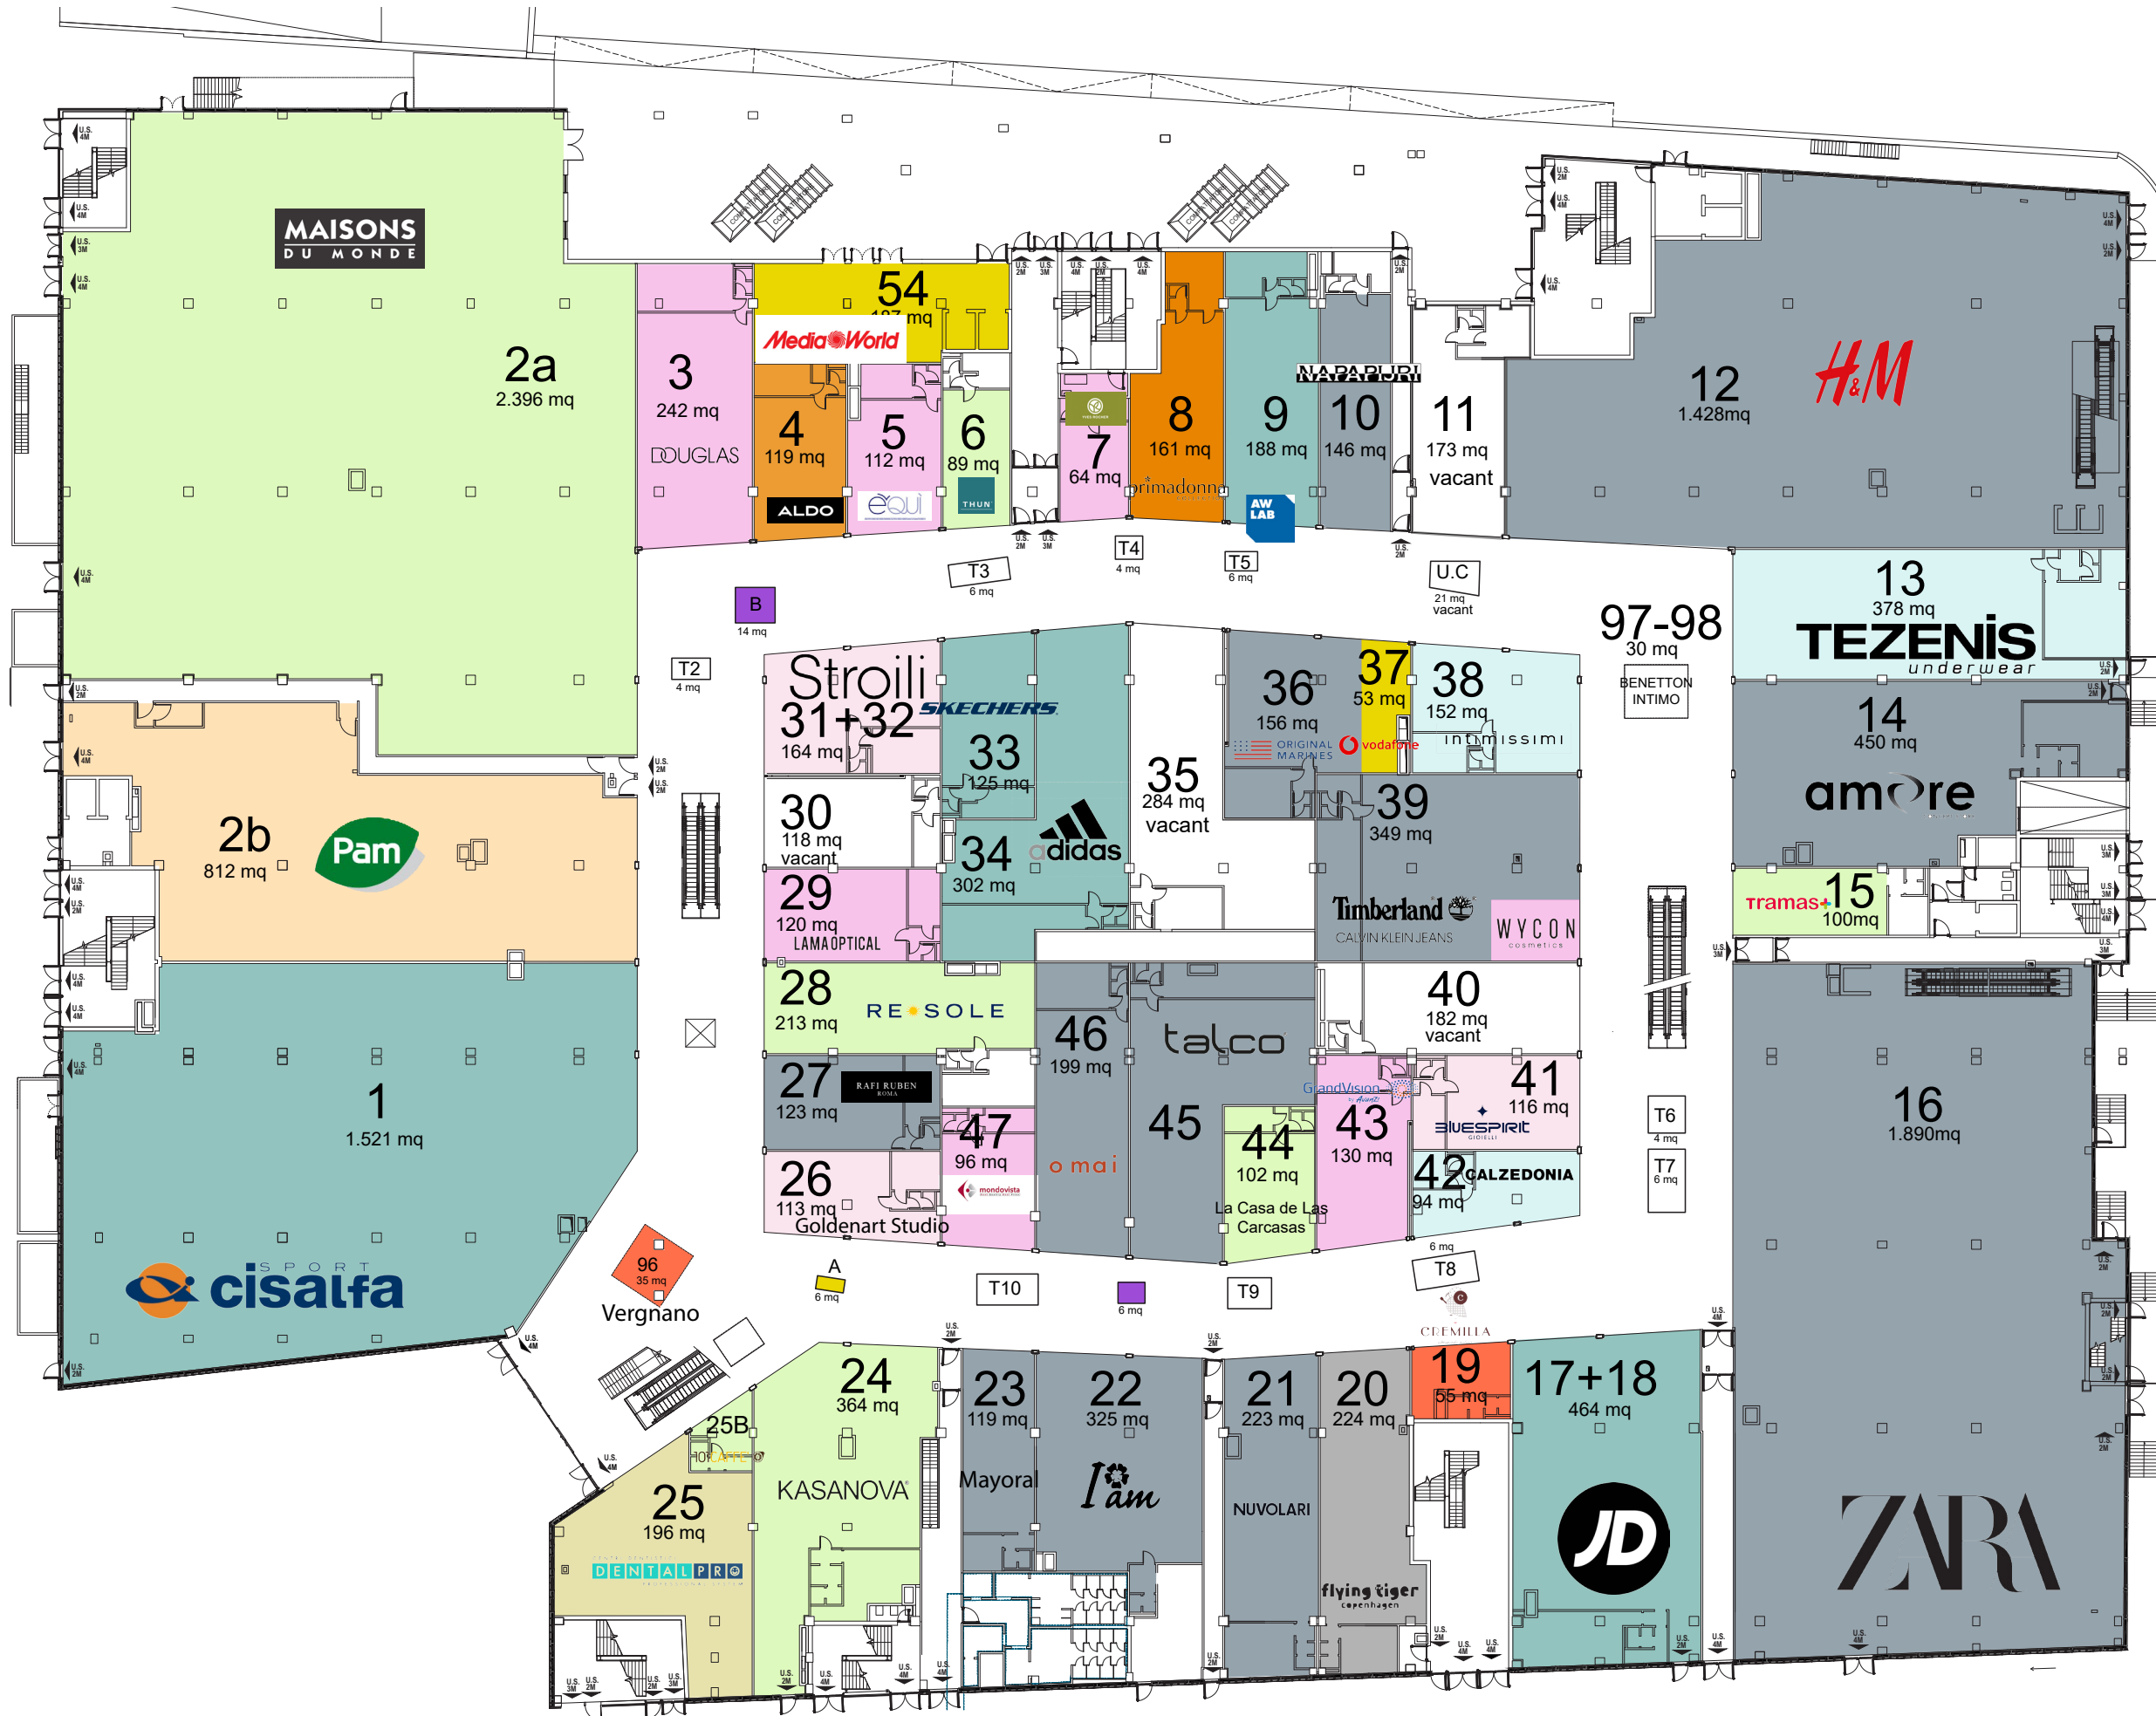 MAISONS
DU MONDE
2a
2.396 mq
3
242 mq
DOUGLAS
54
mq
MediaWorld
4
119 mq
ALDO
5
112 mq
èQUÌ
6
89 mq
THUN
7
64 mq
YVES ROCHER
8
161 mq
primadonna
9
188 mq
AW
LAB
NAPAPIJRI
10
146 mq
11
173 mq
vacant
12
1.428mq
H&M
T3
6 mq
T4
4 mq
T5
6 mq
U.C
21 mq
vacant
B
14 mq
T2
4 mq
97-98
30 mq
BENETTON
INTIMO
13
378 mq
TEZENIS
underwear
14
450 mq
amore
Tramas+
15
100mq
2b
812 mq
Pam
Stroili
31+32
164 mq
SKECHERS
33
125 mq
34
302 mq
adidas
35
284 mq
vacant
36
156 mq
ORIGINAL
MARINES
37
53 mq
vodafone
38
152 mq
intimissimi
39
349 mq
Timberland
CALVIN KLEIN JEANS
WYCON
cosmetics
30
118 mq
vacant
29
120 mq
LAMA OPTICAL
28
213 mq
RE SOLE
27
123 mq
RAFI RUBEN
ROMA
26
113 mq
Goldenart Studio
47
96 mq
mondovista
46
199 mq
o mai
talco
45
44
102 mq
La Casa de Las
Carcasas
GrandVision
by Avanzi
43
130 mq
40
182 mq
vacant
41
116 mq
BLUESPIRIT
GIOIELLI
42
94 mq
CALZEDONIA
T6
4 mq
T7
6 mq
16
1.890mq
ZARA
1
1.521 mq
SPORT
cisalfa
96
35 mq
Vergnano
A
6 mq
T10
6 mq
T9
6 mq
T8
CREMILLA
25B
101CAFFE'
25
196 mq
DENTALPRO
24
364 mq
KASANOVA
23
119 mq
Mayoral
22
325 mq
I am
21
223 mq
NUVOLARI
20
224 mq
flying tiger
copenhagen
19
55 mq
17+18
464 mq
JD
U.S.
2M
U.S.
3M
U.S.
4M